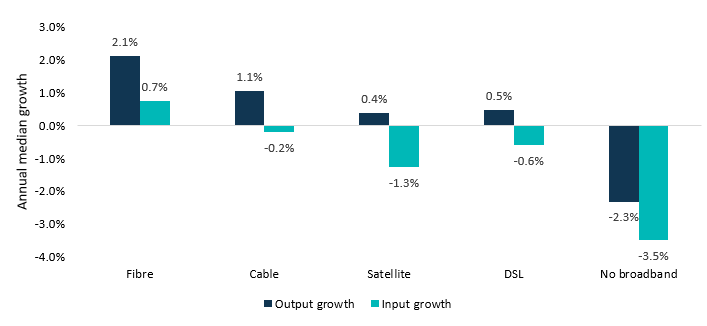 Annual median growth
3.0%
2.0%
1.0%
0.0%
-1.0%
-2.0%
-3.0%
-4.0%
2.1%
0.7%
1.1%
-0.2%
0.4%
-1.3%
0.5%
-0.6%
-2.3%
-3.5%
Fibre
Cable
Satellite
DSL
No broadband
Output growth
Input growth